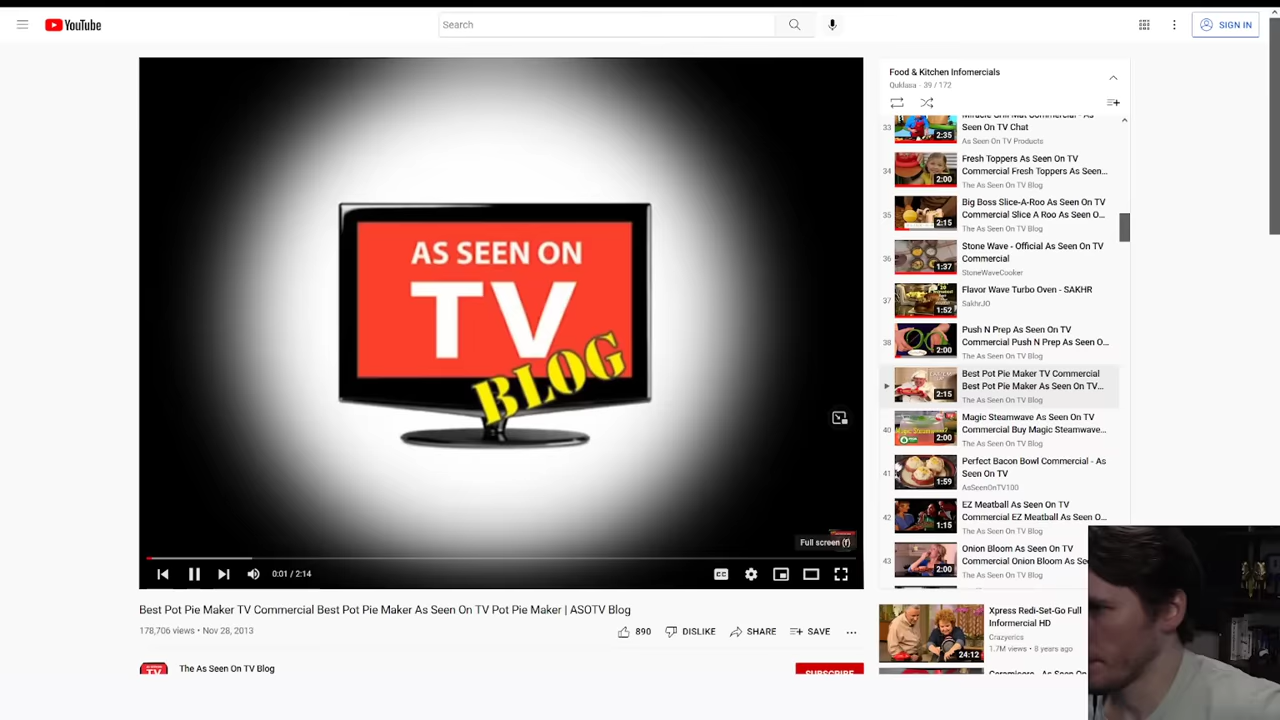 YouTube
Search
SIGN IN
AS SEEN ON
TV
BLOG
Full screen (f)
0:01 / 2:14
Best Pot Pie Maker TV Commercial Best Pot Pie Maker As Seen On TV Pot Pie Maker | ASOTV Blog
178,706 views • Nov 28, 2013
890
DISLIKE
SHARE
SAVE
The As Seen On TV Blog
SUBSCRIBE
Food & Kitchen Infomercials
Quklasa - 39 / 172
33
2:35
Miracle Grill Mat Commercial - As
Seen On TV Chat
As Seen On TV Products
34
2:00
Fresh Toppers As Seen On TV
Commercial Fresh Toppers As Seen...
The As Seen On TV Blog
35
2:15
Big Boss Slice-A-Roo As Seen On TV
Commercial Slice A Roo As Seen O...
The As Seen On TV Blog
36
1:37
Stone Wave - Official As Seen On TV
Commercial
StoneWaveCooker
37
1:52
Flavor Wave Turbo Oven - SAKHR
SakhrJO
38
2:00
Push N Prep As Seen On TV
Commercial Push N Prep As Seen O...
The As Seen On TV Blog
2:15
Best Pot Pie Maker TV Commercial
Best Pot Pie Maker As Seen On TV...
The As Seen On TV Blog
40
2:00
Magic Steamwave As Seen On TV
Commercial Buy Magic Steamwave...
The As Seen On TV Blog
41
1:59
Perfect Bacon Bowl Commercial - As
Seen On TV
AsSeenOnTV100
42
1:15
EZ Meatball As Seen On TV
Commercial EZ Meatball As Seen O...
The As Seen On TV Blog
43
2:00
Onion Bloom As Seen On TV
Commercial Onion Bloom As See
The As Seen On TV Blog
24:12
Xpress Redi-Set-Go Full
Informercial HD
Crazyerics
1.7M views • 8 years ago